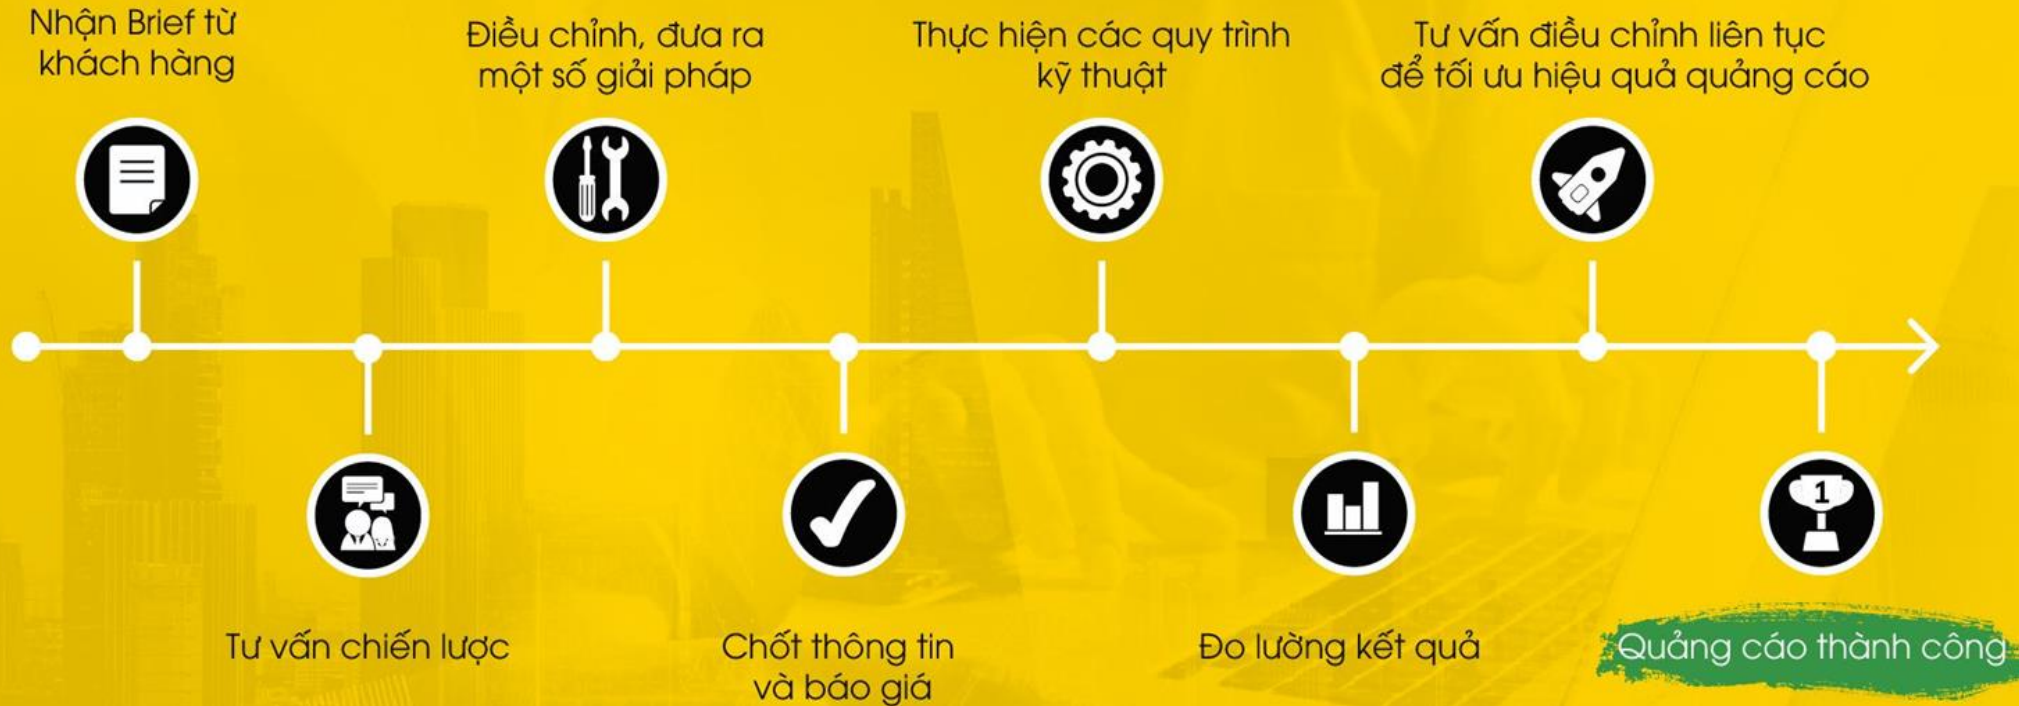 Nhận Brief từ
khách hàng
Tư vấn chiến lược
Điều chỉnh, đưa ra
một số giải pháp
Chốt thông tin
và báo giá
Thực hiện các quy trình
kỹ thuật
Đo lường kết quả
Tư vấn điều chỉnh liên tục
để tối ưu hiệu quả quảng cáo
1
Quảng cáo thành công